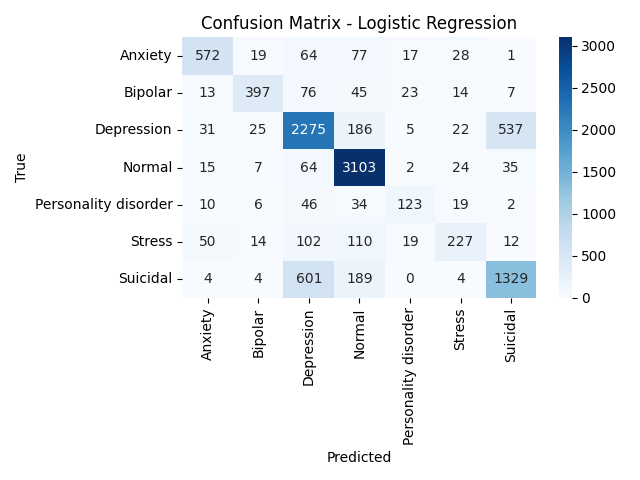 Confusion Matrix - Logistic Regression
True
Anxiety 572 19 64 77 17 28 1
Bipolar 13 397 76 45 23 14 7
Depression 31 25 2275 186 5 22 537
Normal 15 7 64 3103 2 24 35
Personality disorder 10 6 46 34 123 19 2
Stress 50 14 102 110 19 227 12
Suicidal 4 4 601 189 0 4 1329
Anxiety
Bipolar
Depression
Normal
Personality disorder
Stress
Suicidal
Predicted
3000
2500
2000
1500
1000
500
0